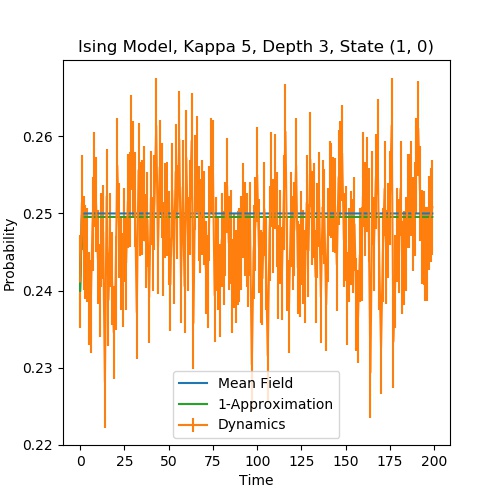 Ising Model, Kappa 5, Depth 3, State (1, 0)
Probability
0.26
0.25
0.24
0.23
0.22
Mean Field
1-Approximation
Dynamics
0 25 50 75 100 125 150 175 200
Time